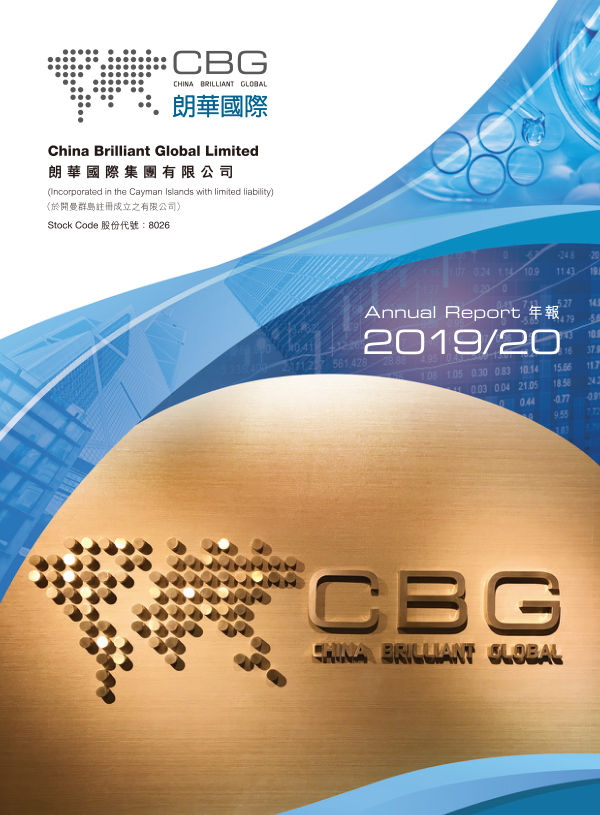 CBG
CHINA BRILLIANT GLOBAL
朗華國際
China Brilliant Global Limited
朗華國際集團有限公司
(Incorporated in the Cayman Islands with limited liability)
(於開曼群島註冊成立之有限公司)
Stock Code 股份代號：8026
Annual Report 年報
2019/20
CBG
CHINA BRILLIANT GLOBAL